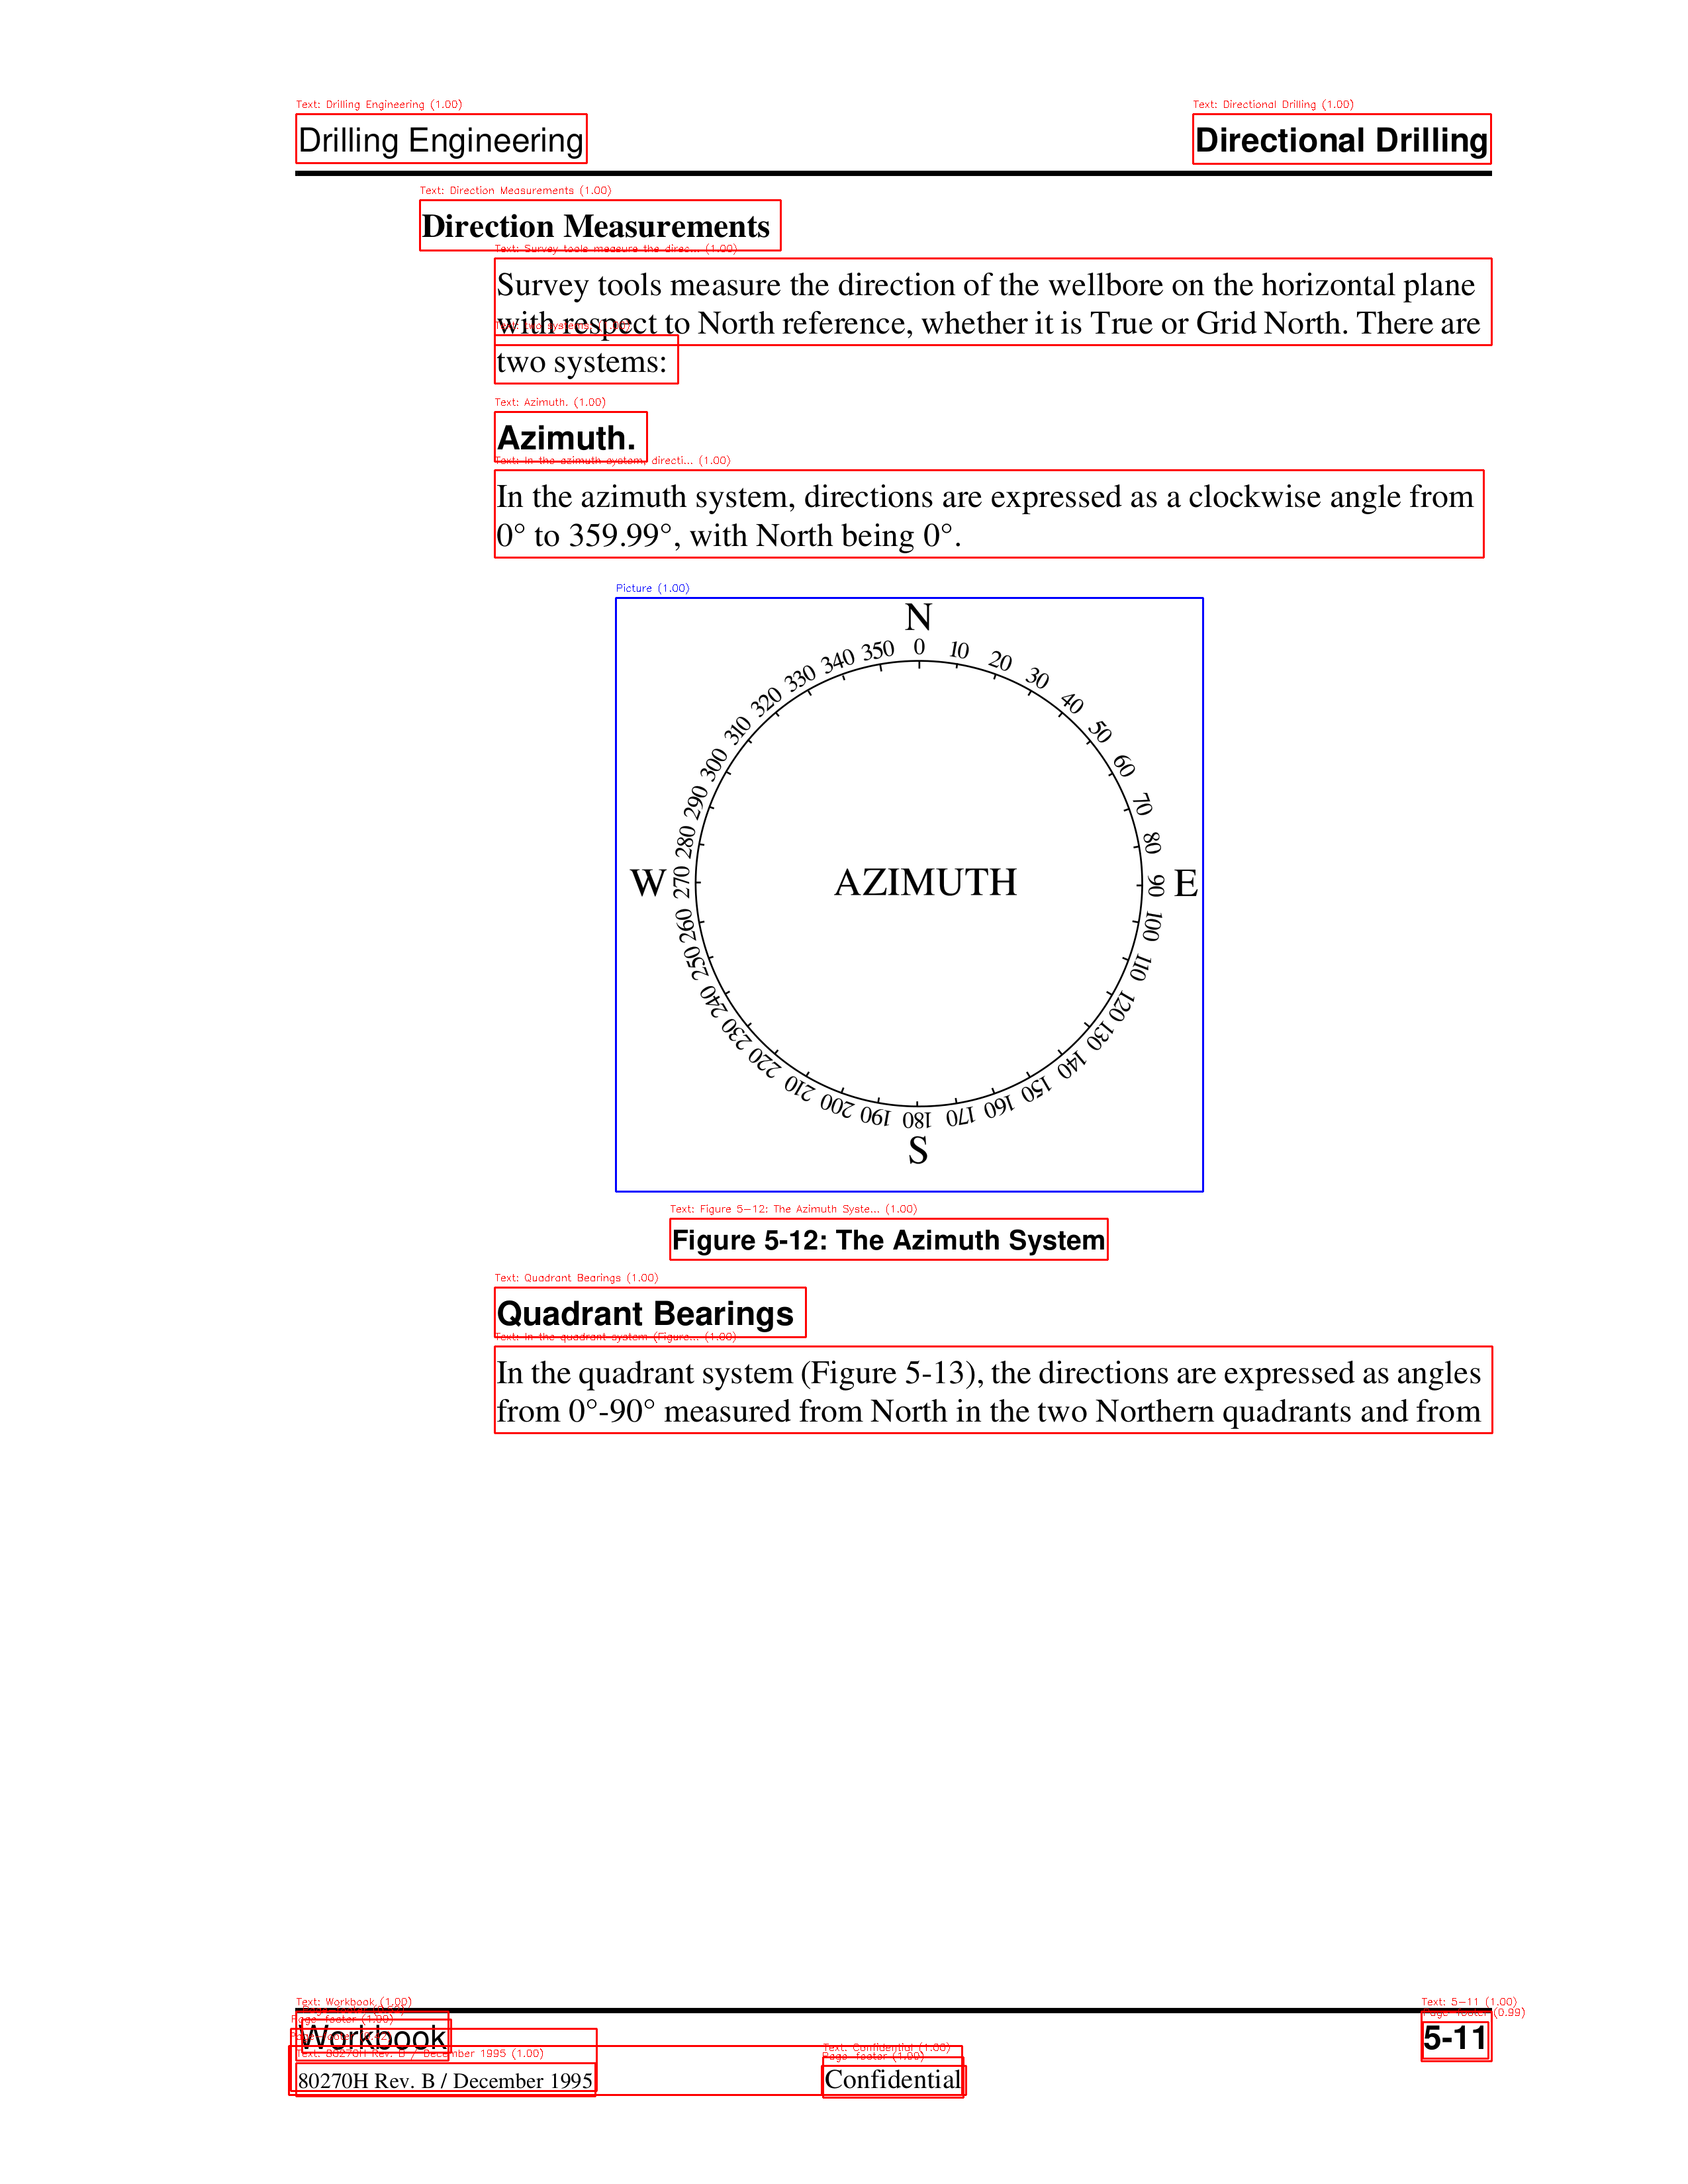 Text: Drilling Engineering (1.00)
Drilling Engineering
Text: Directional Drilling (1.00)
Directional Drilling
Text: Direction Measurements (1.00)
Direction Measurements
Text: Survey tools measure the direc... (1.00)
Survey tools measure the direction of the wellbore on the horizontal plane
with respect to North reference, whether it is True or Grid North. There are
two systems:
Text: Azimuth. (1.00)
Azimuth.
Text: In the azimuth system, directi... (1.00)
In the azimuth system, directions are expressed as a clockwise angle from
0° to 359.99°, with North being 0°.
Picture (1.00)
N
0 10 20 30 40 50 60 70 80 90 100 110 120 130 140 150 160 170 180 190 200 210 220 230 240 250 260 270 280 290 300 310 320 330 340 350
W
AZIMUTH
E
S
Text: Figure 5-12: The Azimuth Syste... (1.00)
Figure 5-12: The Azimuth System
Text: Quadrant Bearings (1.00)
Quadrant Bearings
Text: In the quadrant system (Figure... (1.00)
In the quadrant system (Figure 5-13), the directions are expressed as angles
from 0°-90° measured from North in the two Northern quadrants and from
Text: Workbook (1.00)
Page-footer (1.00)
Workbook
Text: 5-11 (1.00)
Page-footer (0.99)
5-11
Text: 80270H Rev. B / December 1995 (1.00)
80270H Rev. B / December 1995
Text: Confidential (1.00)
Page-footer (1.00)
Confidential